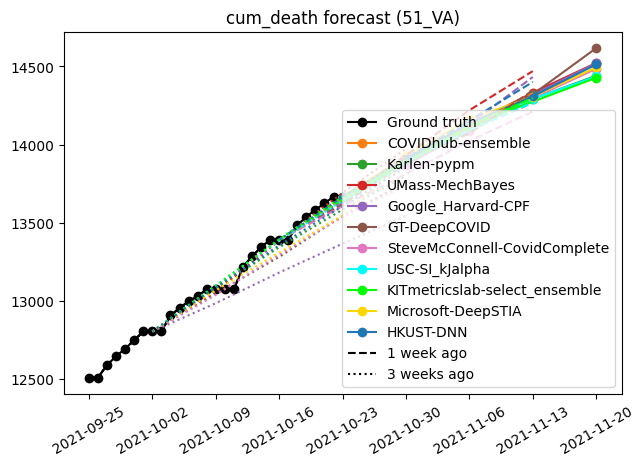 cum_death forecast (51_VA)
14500
14000
13500
13000
12500
Ground truth
COVIDhub-ensemble
Karlen-pypm
UMass-MechBayes
Google_Harvard-CPF
GT-DeepCOVID
SteveMcConnell-CovidComplete
USC-SI_kJalpha
KITmetricslab-select_ensemble
Microsoft-DeepSTIA
HKUST-DNN
1 week ago
3 weeks ago
2021-09-25
2021-10-02
2021-10-09
2021-10-16
2021-10-23
2021-10-30
2021-11-06
2021-11-13
2021-11-20